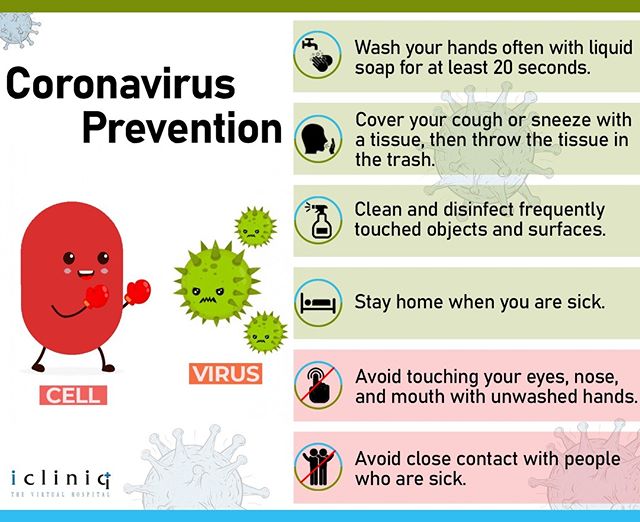 Coronavirus
Prevention
Wash your hands often with liquid
soap for at least 20 seconds.
Cover your cough or sneeze with
a tissue, then throw the tissue in
the trash.
Clean and disinfect frequently
touched objects and surfaces.
Stay home when you are sick.
Avoid touching your eyes, nose,
and mouth with unwashed hands.
Avoid close contact with people
who are sick.
CELL
VIRUS
icliniq
THE VIRTUAL HOSPITAL